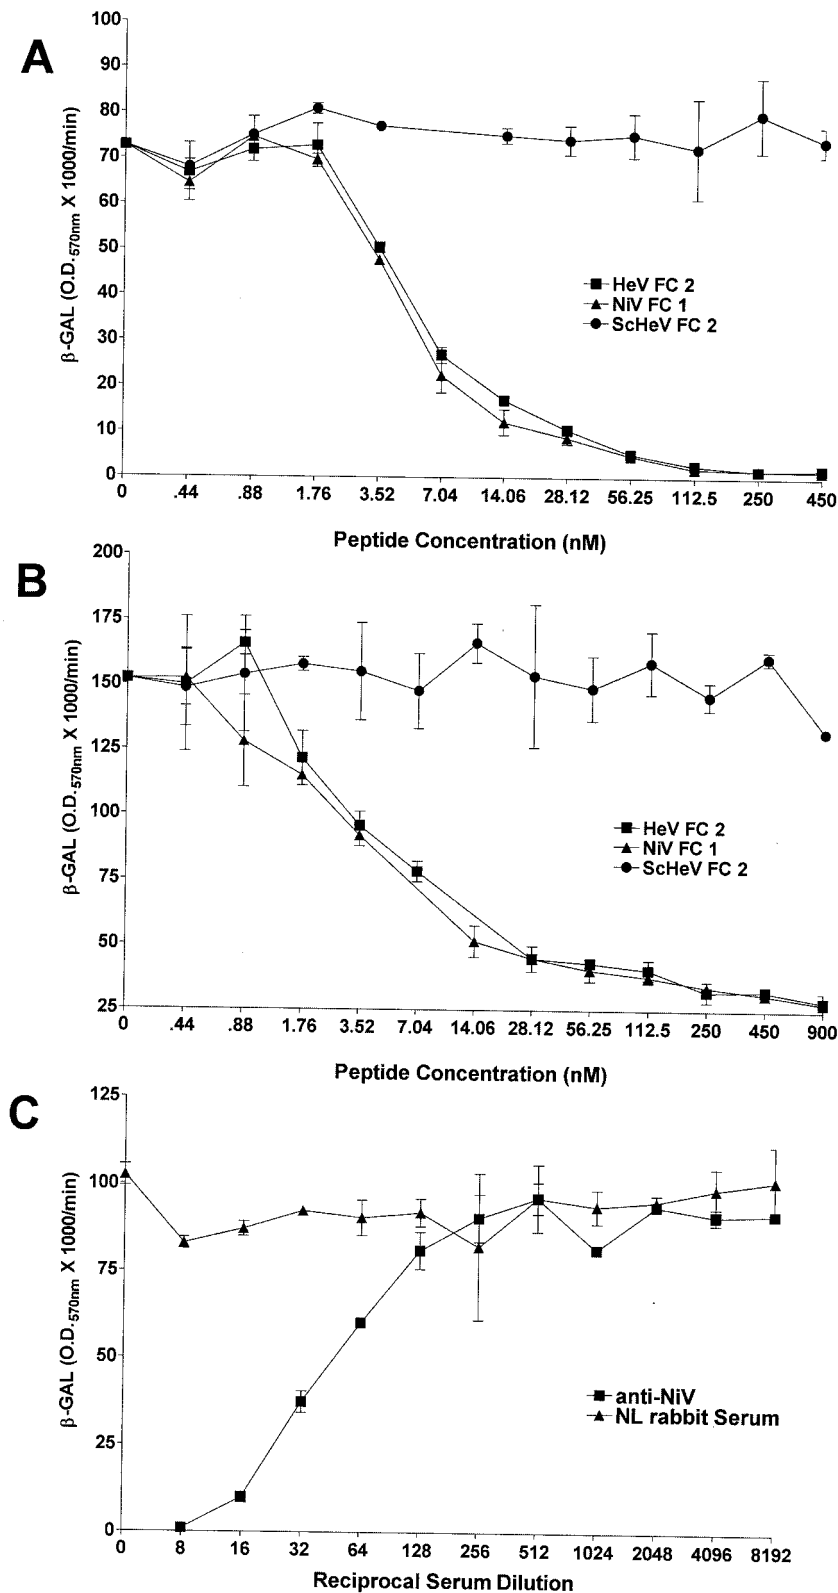 A
100
90
80
70
60
50
40
30
20
10
0
β-GAL (O.D.570nm X 1000/min)
HeV FC 2
NiV FC 1
ScHeV FC 2
0 .44 .88 1.76 3.52 7.04 14.06 28.12 56.25 112.5 250 450
Peptide Concentration (nM)
B
200
175
150
125
100
75
50
25
β-GAL (O.D.570nm X 1000/min)
HeV FC 2
NiV FC 1
ScHeV FC 2
0 .44 .88 1.76 3.52 7.04 14.06 28.12 56.25 112.5 250 450 900
Peptide Concentration (nM)
C
125
100
75
50
25
0
β-GAL (O.D.570nm X 1000/min)
anti-NiV
NL rabbit Serum
0 8 16 32 64 128 256 512 1024 2048 4096 8192
Reciprocal Serum Dilution